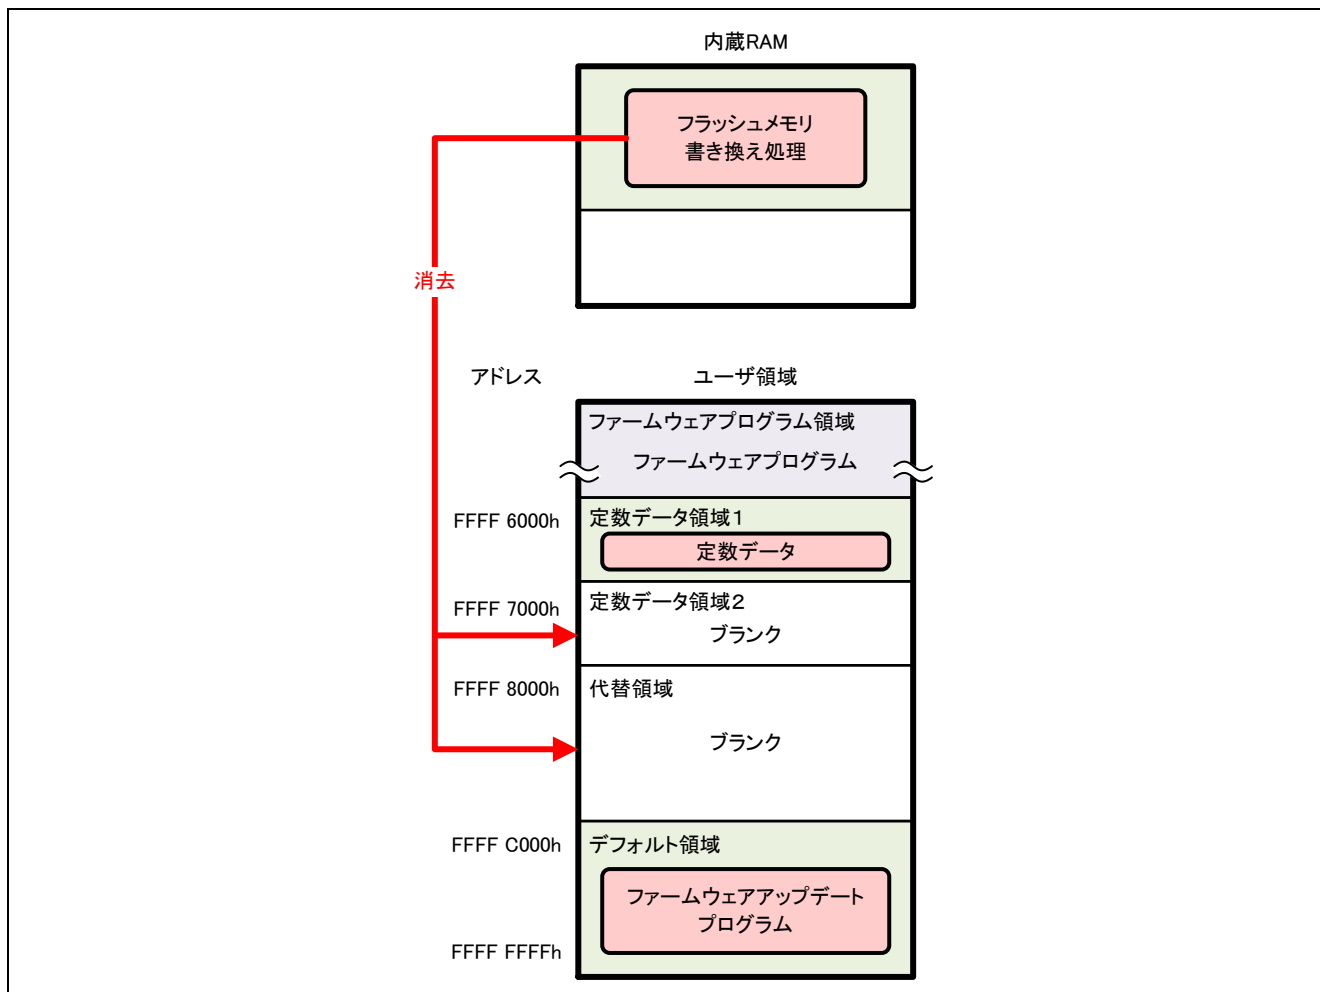 内蔵RAM
フラッシュメモリ
書き換え処理
消去
アドレス
ユーザ領域
ファームウェアプログラム領域
ファームウェアプログラム
FFFF 6000h
定数データ領域1
定数データ
FFFF 7000h
定数データ領域2
ブランク
FFFF 8000h
代替領域
ブランク
FFFF C000h
デフォルト領域
ファームウェアアップデート
プログラム
FFFF FFFFh